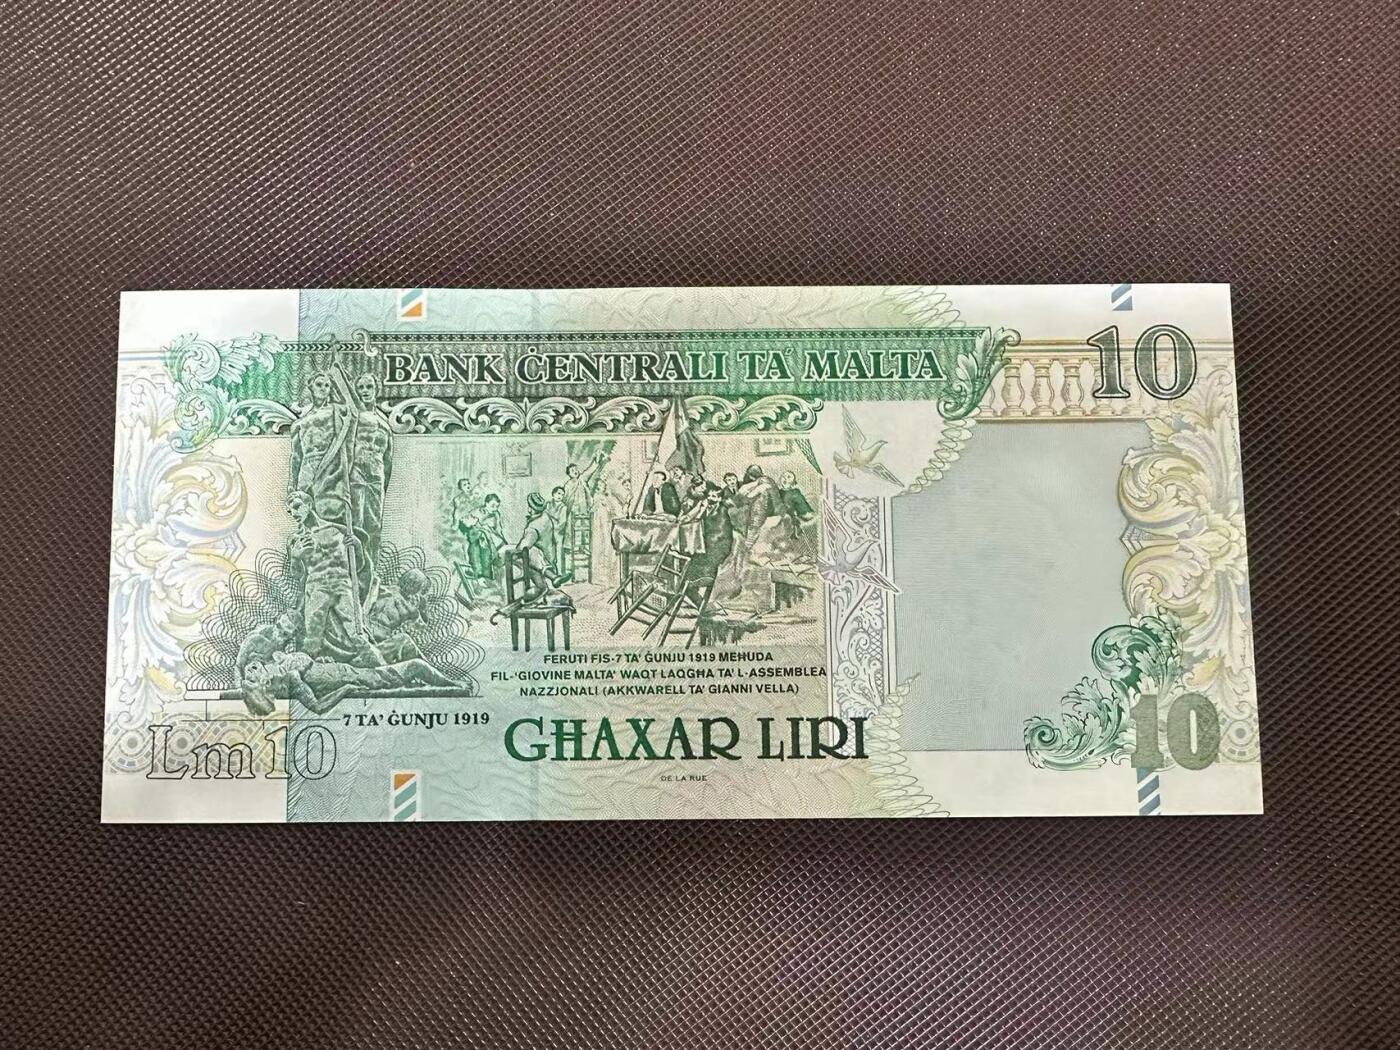 BANK ĊENTRALI TA' MALTA
10
FERUTI FIS-7 TA' ĠUNJU 1919 MEĦUDA
FIL-'GIOVINE MALTA' WAQT LAQGĦA TA' L-ASSEMBLEA
NAZZJONALI (AKKWARELL TA' GIANNI VELLA)
7 TA' ĠUNJU 1919
Lm10
GĦAXAR LIRI
10
DE LA RUE